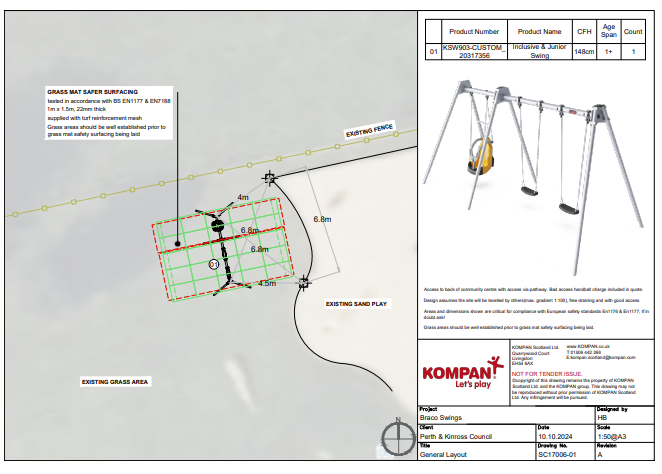 GRASS MAT SAFER SURFACING
tested in accordance with BS EN1177 & EN7188
1m x 1.5m, 22mm thick
supplied with turf reinforcement mesh
Grass areas should be well established prior to
grass mat safety surfacing being laid
EXISTING FENCE
4m
6.8m
6.8m
6.8m
01
4.5m
EXISTING SAND PLAY
EXISTING GRASS AREA
N
Product Number Product Name CFH Age Span Count
01 KSW903-CUSTOM_20317356 Inclusive & Junior Swing 148cm 1+ 1
Access to back of community centre with access via pathway. Bad access handball charge included in quote.
Design assumes the site will be levelled by others(max. gradient 1:100), free draining and with good access.
Areas and dimensions shown are critical for compliance with European safety standards En1176 & En1177. If in
doubt ask!
Grass areas should be well established prior to grass mat safety surfacing being laid.
KOMPAN
Let's play
KOMPAN Scotland Ltd.
Quarrywood Court
Livingston
EH54 6AX
www.KOMPAN.co.uk
T:01506 442 266
E:kompan.scotland@kompan.com
NOT FOR TENDER ISSUE.
©copyright of this drawing remains the property of KOMPAN
Scotland Ltd. and the KOMPAN group. This drawing may not
be reproduced without prior permission of KOMPAN Scotland
Ltd. Any infringement will be pursued.
Project
Braco Swings
Designed by
HB
Client
Perth & Kinross Council
Date
10.10.2024
Scale
1:50@A3
Title
General Layout
Drawing No.
SC17006-01
Revision
A